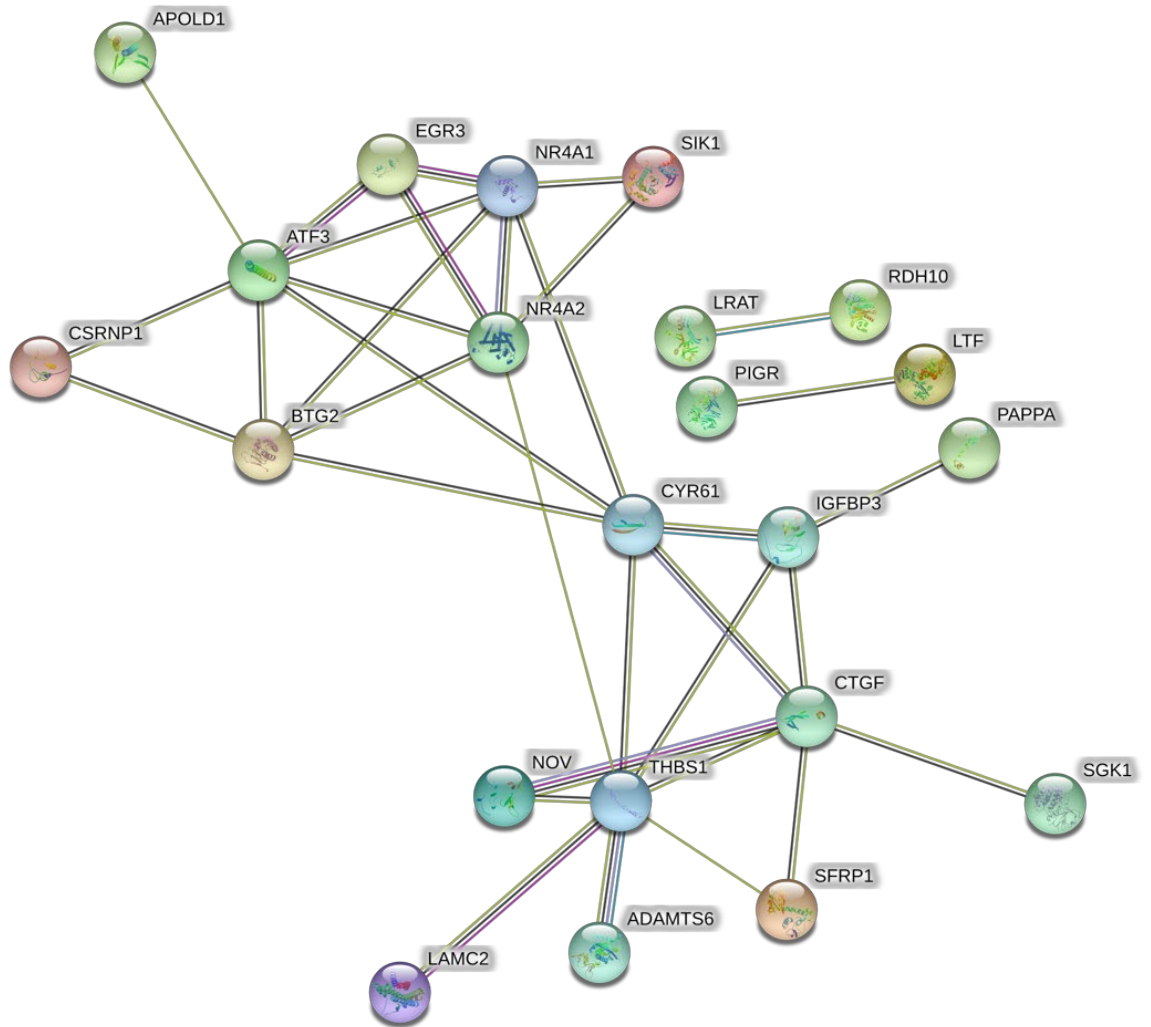 APOLD1
EGR3
NR4A1
SIK1
ATF3
RDH10
LRAT
NR4A2
CSRNP1
LTF
PIGR
BTG2
PAPPA
CYR61
IGFBP3
CTGF
NOV
THBS1
SGK1
SFRP1
ADAMTS6
LAMC2